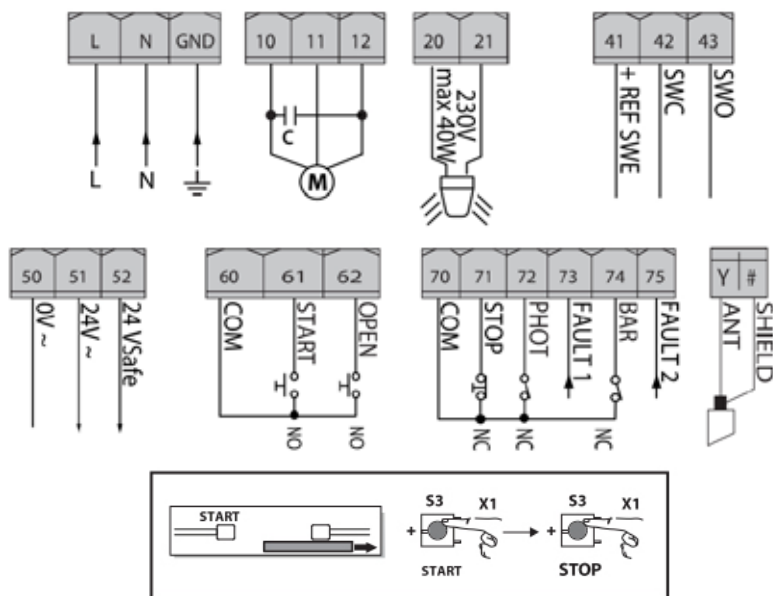 L N GND
10 11 12
20 21
41 42 43
C
M
L N
230V
max 40W
+ REF SWE
SWC
SWO
50 51 52
60 61 62
70 71 72 73 74 75
Y #
0V ~
24V ~
24 VSafe
COM
START
OPEN
COM
STOP
PHOT
FAULT 1
BAR
FAULT 2
ANT
SHIELD
NO
NO
NC
NC
NC
START
S3 X1
+
START
S3 X1
+
STOP